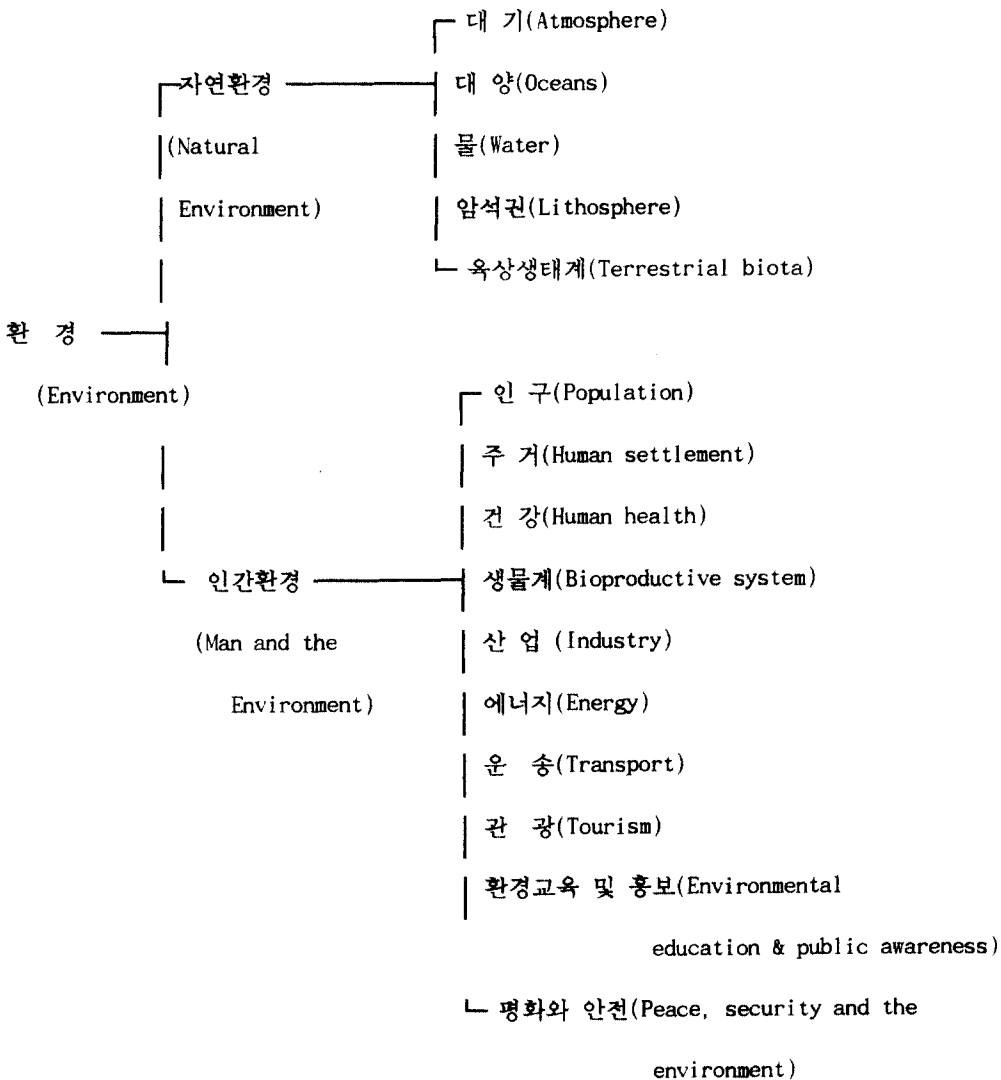 대 기(Atmosphere)
자연환경 대 양(Oceans)
(Natural 물(Water)
Environment) 암석권(Lithosphere)
육상생태계(Terrestrial biota)
환 경
(Environment) 인 구(Population)
주 거(Human settlement)
건 강(Human health)
인간환경 생물계(Bioproductive system)
(Man and the 산 업 (Industry)
Environment) 에너지(Energy)
운 송(Transport)
관 광(Tourism)
환경교육 및 홍보(Environmental
education & public awareness)
평화와 안전(Peace, security and the
environment)